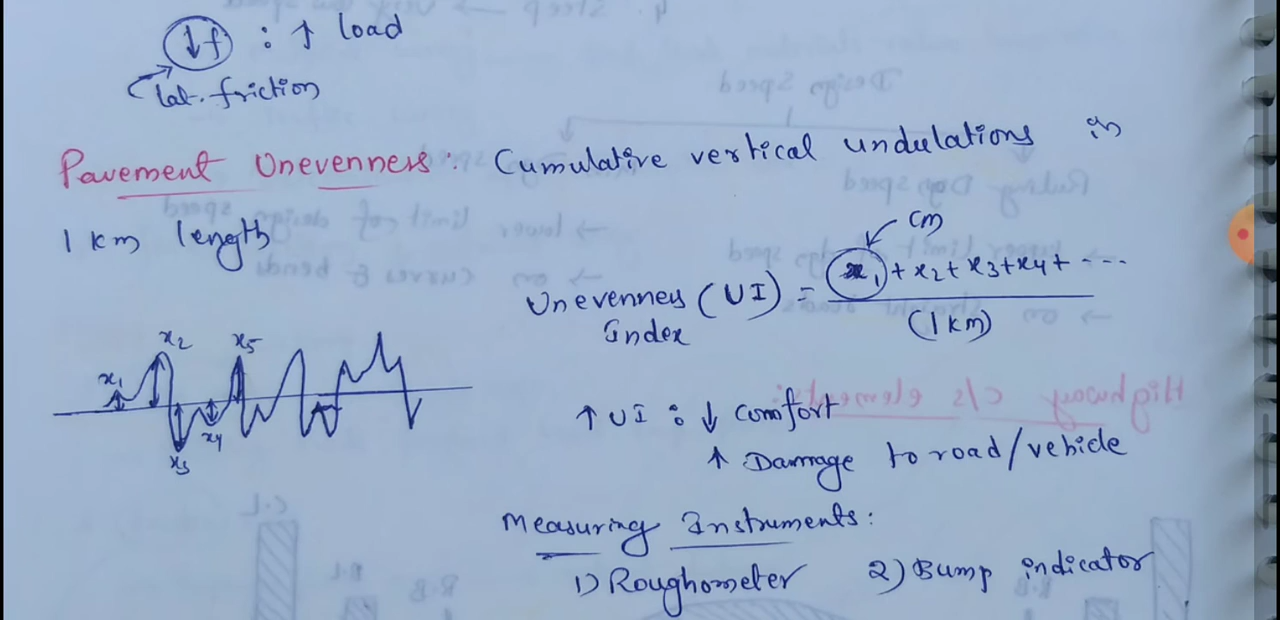 ↓f : ↑ load
lat. friction
Pavement Unevenness: Cumulative vertical undulations in
1 km length
cm
Unevenness (UI) = x1 + x2 + x3 + x4 + ...
Index
(1 km)
x1 x2 x3 x4 x5
↑ UI : ↓ comfort
↑ Damage to road/vehicle
Measuring Instruments:
1) Roughometer 2) Bump indicator